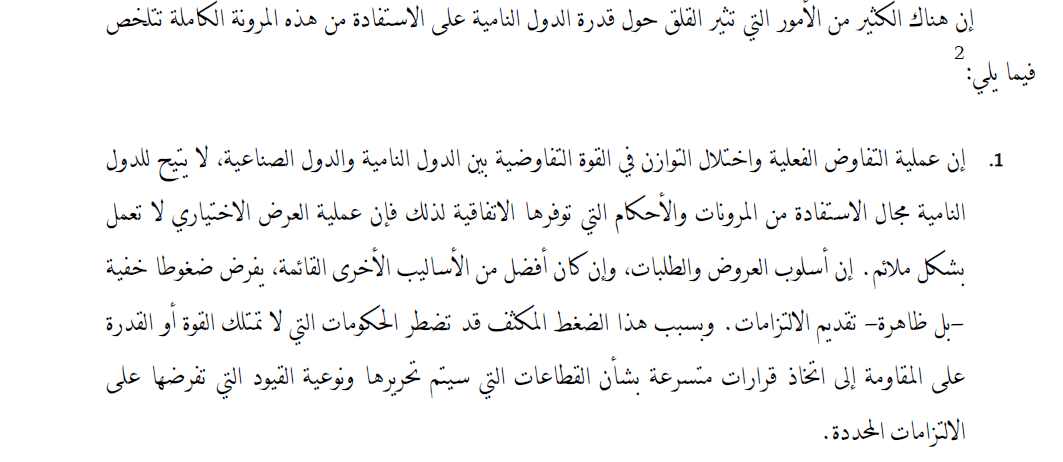 إن هناك الكثير من الأمور التي تثير القلق حول قدرة الدول النامية على الاستفادة من هذه المرونة الكاملة تتلخص
فيما يلي:2
1. إن عملية التفاوض الفعلية واختلال التوازن في القوة التفاوضية بين الدول النامية والدول الصناعية، لا يتيح للدول
النامية مجال الاستفادة من المرونات والأحكام التي توفرها الاتفاقية لذلك فإن عملية العرض الاختياري لا تعمل
بشكل ملائم. إن أسلوب العروض والطلبات، وإن كان أفضل من الأساليب الأخرى القائمة، يفرض ضغوطا خفية
–بل ظاهرة– تقديم الالتزامات. وبسبب هذا الضغط المكثف قد تضطر الحكومات التي لا تمتلك القوة أو القدرة
على المقاومة إلى اتخاذ قرارات متسرعة بشأن القطاعات التي سيتم تحريرها ونوعية القيود التي تفرضها على
الالتزامات المحددة.